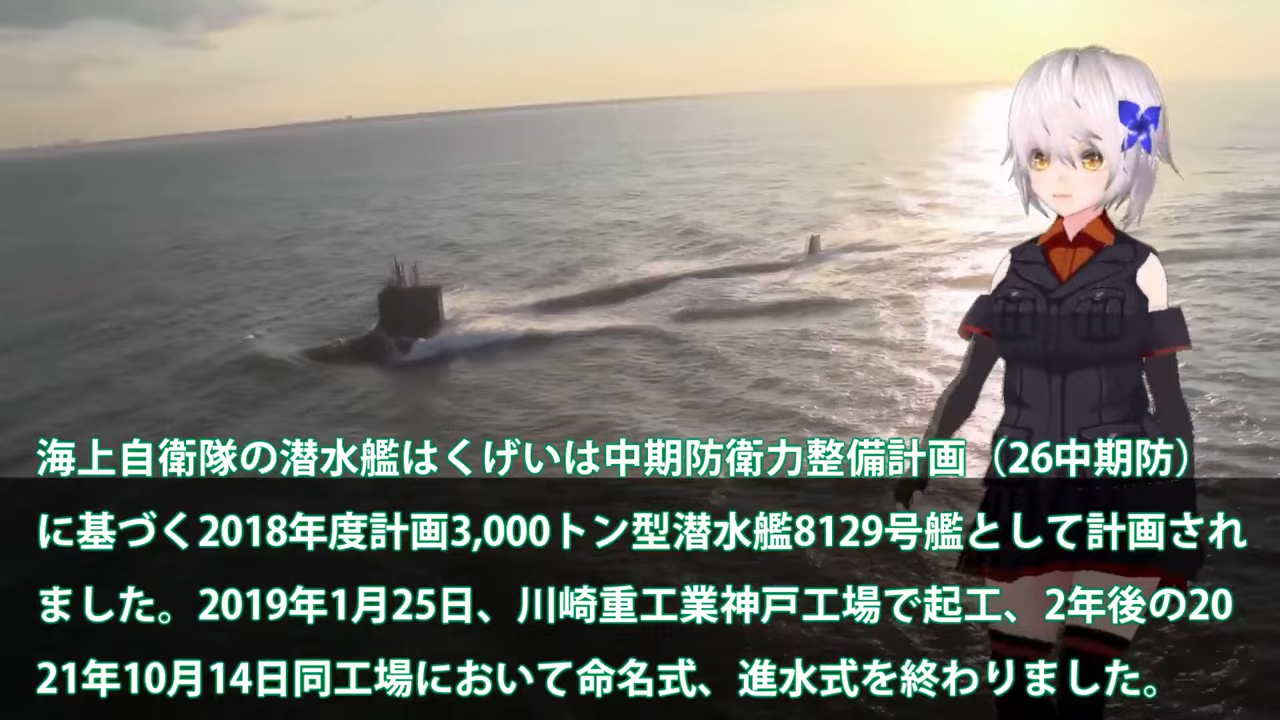 海上自衛隊の潜水艦はくげいは中期防衛力整備計画（26中期防）
に基づく2018年度計画3,000トン型潜水艦8129号艦として計画され
ました。2019年1月25日、川崎重工業神戸工場で起工、2年後の20
21年10月14日同工場において命名式、進水式を終わりました。